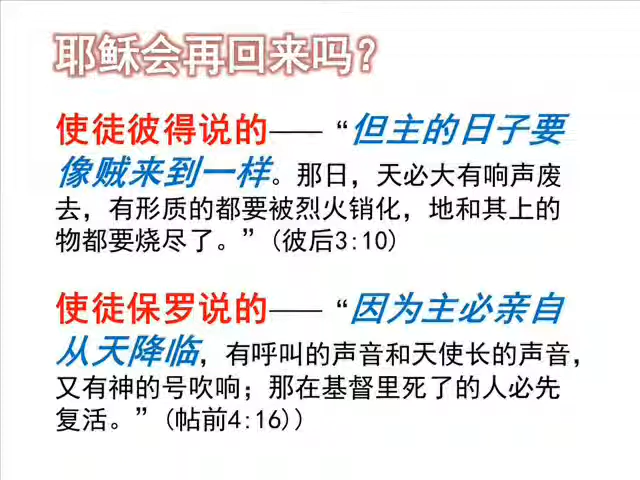 耶稣会再回来吗？
使徒彼得说的——“但主的日子要
像贼来到一样。那日，天必大有响声废
去，有形质的都要被烈火销化，地和其上的
物都要烧尽了。”(彼后3:10)
使徒保罗说的——“因为主必亲自
从天降临，有呼叫的声音和天使长的声音，
又有神的号吹响；那在基督里死了的人必先
复活。”(帖前4:16))